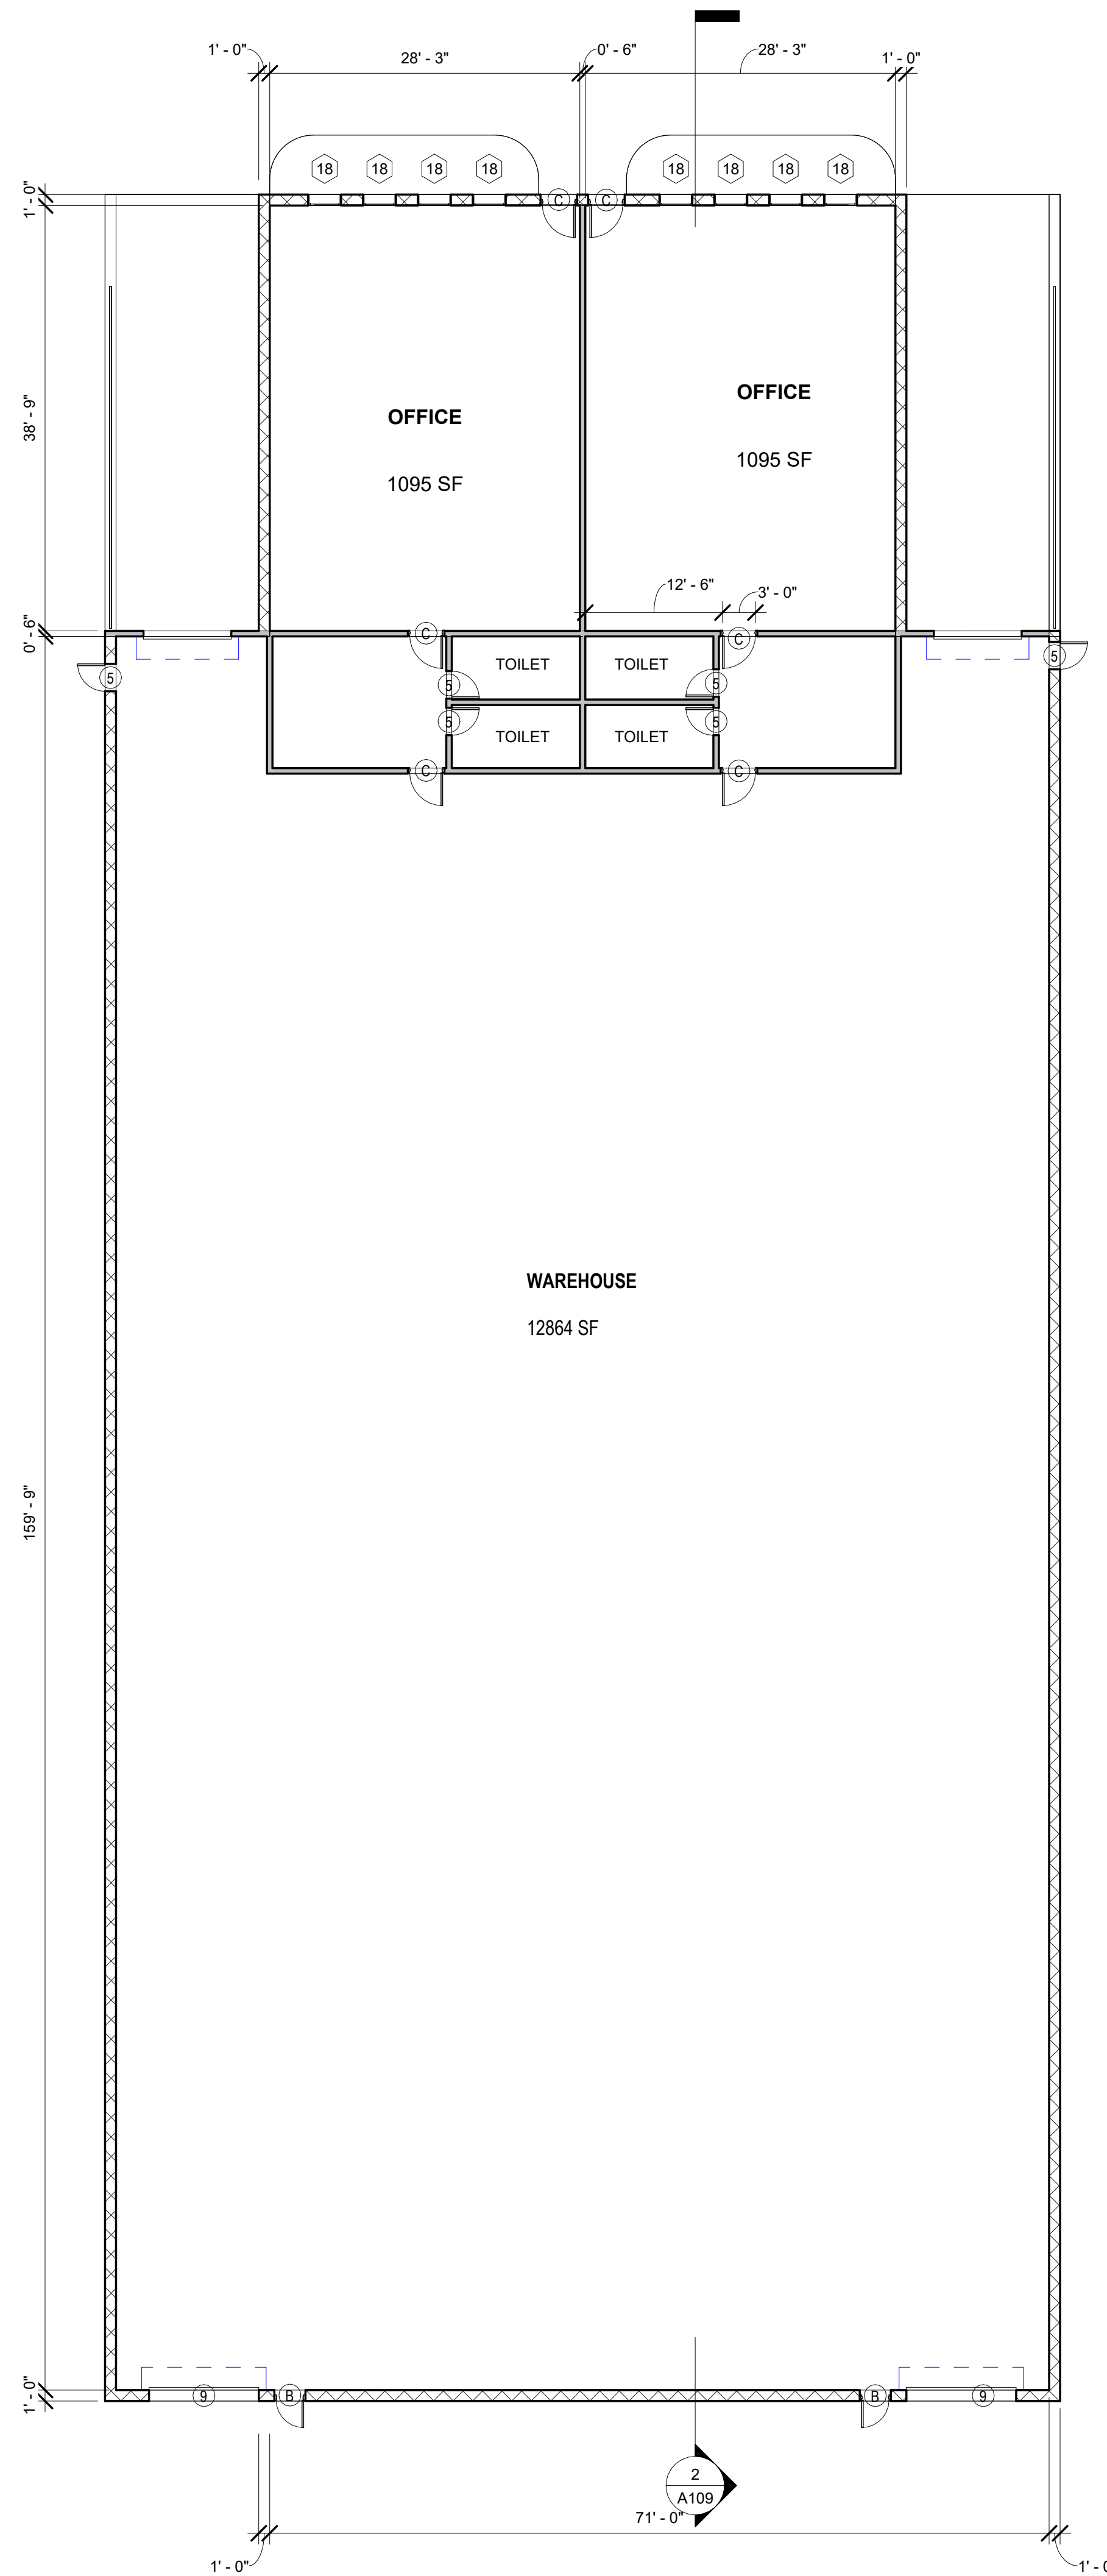 1' - 0"
28' - 3"
0' - 6"
28' - 3"
1' - 0"
18
18
18
18
18
18
18
18
1' - 0"
C
C
38' - 9"
OFFICE
1095 SF
OFFICE
1095 SF
12' - 6"
3' - 0"
0' - 6"
C
C
5
TOILET
TOILET
5
5
5
5
5
TOILET
TOILET
C
C
WAREHOUSE
12864 SF
159' - 9"
1' - 0"
9
B
B
9
2
A109
71' - 0"
1' - 0"
1' - 0